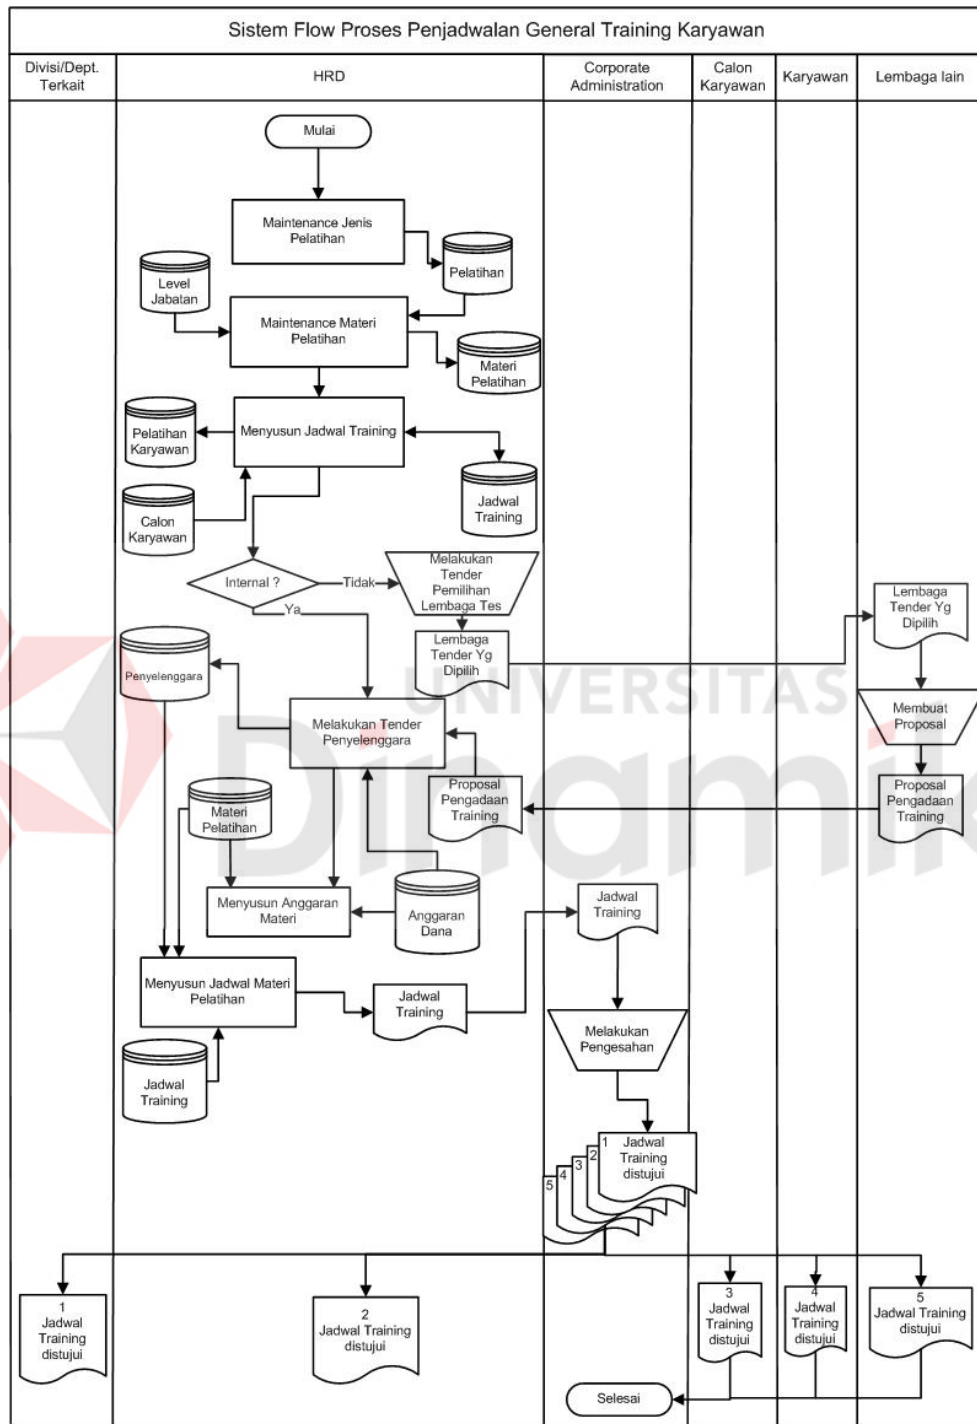 Sistem Flow Proses Penjadwalan General Training Karyawan
Divisi/Dept.
Terkait
HRD
Corporate
Administration
Calon
Karyawan
Karyawan
Lembaga lain
Mulai
Maintenance Jenis
Pelatihan
Pelatihan
Level
Jabatan
Maintenance Materi
Pelatihan
Materi
Pelatihan
Pelatihan
Karyawan
Menyusun Jadwal Training
Jadwal
Training
Calon
Karyawan
Internal ?
Tidak
Ya
Melakukan
Tender
Pemilihan
Lembaga Tes
Lembaga
Tender Yg
Dipilih
Lembaga
Tender Yg
Dipilih
UNIVERSITAS
Dinamik
Penyelenggara
Melakukan Tender
Penyelenggara
Membuat
Proposal
Proposal
Pengadaan
Training
Proposal
Pengadaan
Training
Materi
Pelatihan
Menyusun Anggaran
Materi
Anggaran
Dana
Jadwal
Training
Menyusun Jadwal Materi
Pelatihan
Jadwal
Training
Melakukan
Pengesahan
Jadwal
Training
1
2
3
4
5
Jadwal
Training
distujui
1
Jadwal
Training
distujui
2
Jadwal Training
distujui
3
Jadwal
Training
distujui
4
Jadwal
Training
distujui
5
Jadwal Training
distujui
Selesai